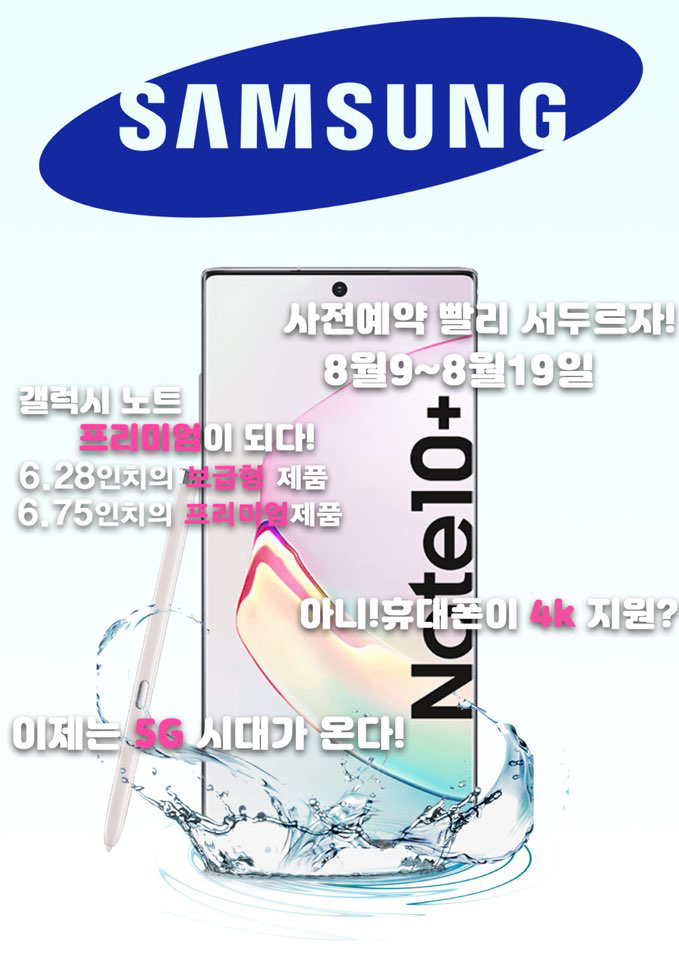 SAMSUNG
사전예약 빨리 서두르자!
8월9~8월19일
갤럭시 노트
프리미엄이 되다!
6.28인치의 보급형 제품
6.75인치의 프리미엄제품
Note10+
아니!휴대폰이 4k 지원?
이제는 5G 시대가 온다!